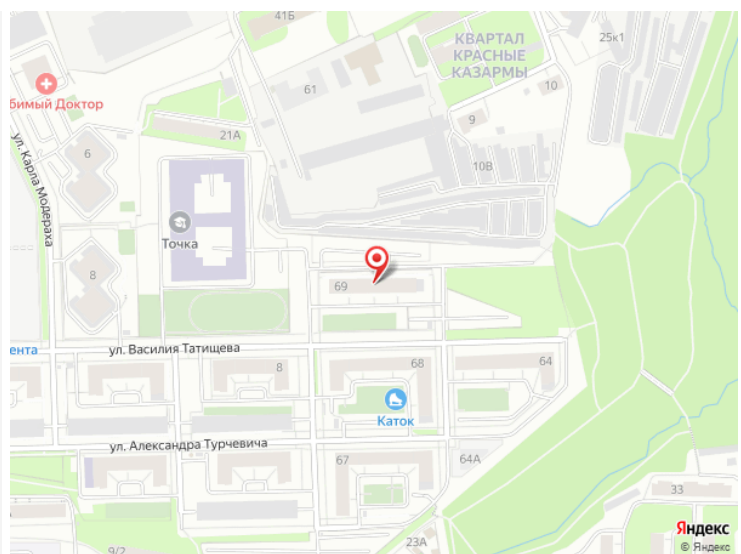 41Б
КВАРТАЛ
КРАСНЫЕ
КАЗАРМЫ
25к1
61
10
бимый Доктор
9
21А
ул. Карла Модераха
6
10В
Точка
8
69
ента
ул. Василия Татищева
8
68
64
Каток
ул. Александра Турчевича
67
64А
33
Яндекс
23А
9/2
© Яндекс